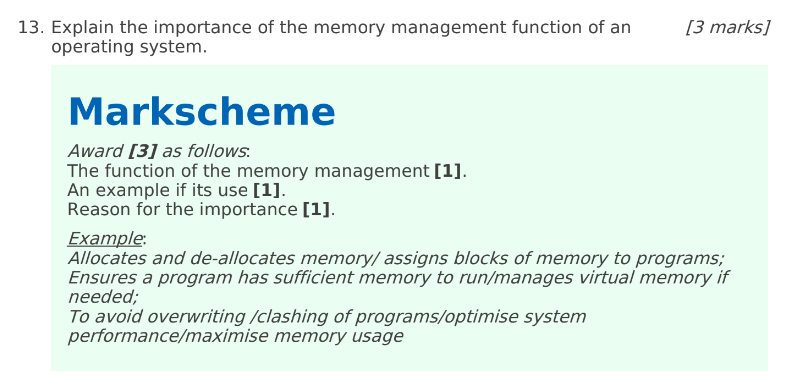 13. Explain the importance of the memory management function of an [3 marks]
operating system.
Markscheme
Award [3] as follows:
The function of the memory management [1].
An example if its use [1].
Reason for the importance [1].
Example:
Allocates and de-allocates memory/ assigns blocks of memory to programs;
Ensures a program has sufficient memory to run/manages virtual memory if
needed;
To avoid overwriting /clashing of programs/optimise system
performance/maximise memory usage